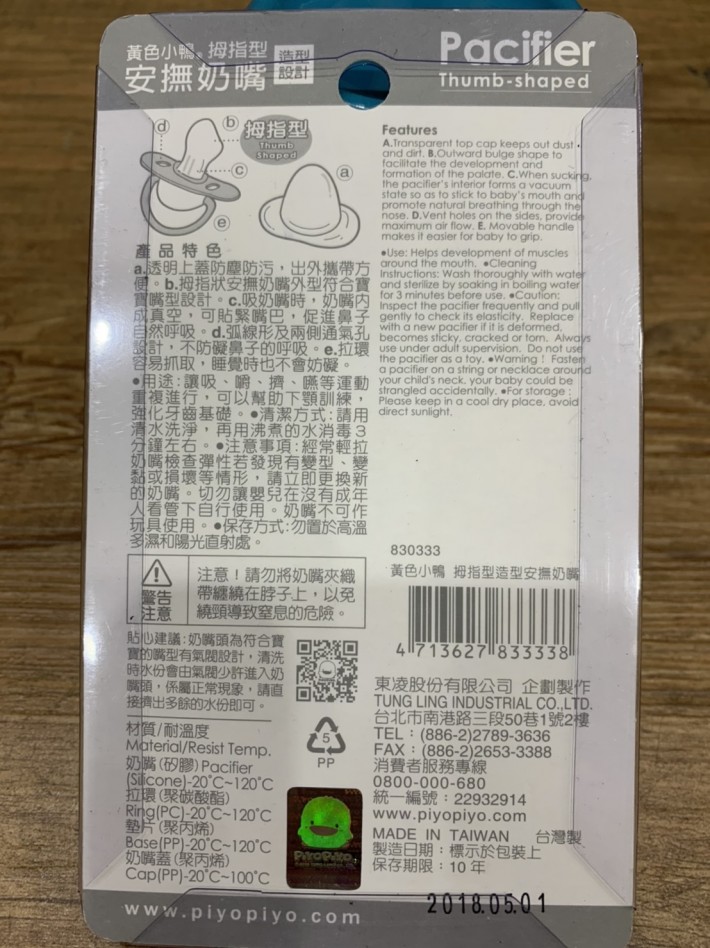 黃色小鴨® 拇指型
安撫奶嘴 造型設計
Pacifier
Thumb-shaped
d
b
拇指型
Thumb
Shaped
a
c
e
產品特色
a.透明上蓋防塵防污，出外攜帶方
便。b.拇指狀安撫奶嘴外型符合寶
寶嘴型設計。c.吸奶嘴時，奶嘴內
成真空，可貼緊嘴巴，促進鼻子
自然呼吸。d.弧線形及兩側通氣孔
設計，不防礙鼻子的呼吸。e.拉環
容易抓取，睡覺時也不會妨礙。
●用途：讓吸、嚼、擠、嚥等運動
重複進行，可以幫助下顎訓練，
強化牙齒基礎。●清潔方式：請用
清水洗淨，再用沸煮的水消毒3
分鐘左右。●注意事項：經常輕拉
奶嘴檢查彈性若發現有變型、變
黏或損壞等情形，請立即更換新
的奶嘴。切勿讓嬰兒在沒有成年
人看管下自行使用。奶嘴不可作
玩具使用。●保存方式：勿置於高溫
多濕和陽光直射處。
Features
A.Transparent top cap keeps out dust
and dirt. B.Outward bulge shape to
facilitate the development and
formation of the palate. C.When sucking,
the pacifier's interior forms a vacuum
state so as to stick to baby's mouth and
promote natural breathing through the
nose. D.Vent holes on the sides, provide
maximum air flow. E. Movable handle
makes it easier for baby to grip.
●Use: Helps development of muscles
around the mouth. ●Cleaning
Instructions: Wash thoroughly with water
and sterilize by soaking in boiling water
for 3 minutes before use. ●Caution:
Inspect the pacifier frequently and pull
gently to check its elasticity. Replace
with a new pacifier if it is deformed,
becomes sticky, cracked or torn. Always
use under adult supervision. Do not use
the pacifier as a toy. ●Warning! Fasten
a pacifier on a string or necklace around
your child's neck, your baby could be
strangled accidentally. ●For storage :
Please keep in a cool dry place, avoid
direct sunlight.
警告
注意
注意！請勿將奶嘴夾織
帶纏繞在脖子上，以免
繞頸導致窒息的危險。
貼心建議：奶嘴頭為符合寶
寶的嘴型有氣閥設計，清洗
時水份會由氣閥少許進入奶
嘴頭，係屬正常現象，請直
接擠出多餘的水份即可。
材質/耐溫度
Material/Resist Temp.
奶嘴(矽膠) Pacifier
(Silicone)-20°C~120°C
拉環(聚碳酸酯)
Ring(PC)-20°C~120°C
墊片(聚丙烯)
Base(PP)-20°C~120°C
奶嘴蓋(聚丙烯)
Cap(PP)-20°C~100°C
5
PP
PiYO PiYO
830333
黃色小鴨 拇指型造型安撫奶嘴
4 713627 833338
東凌股份有限公司 企劃製作
TUNG LING INDUSTRIAL CO.,LTD.
台北市南港路三段50巷1號2樓
TEL：(886-2)2789-3636
FAX：(886-2)2653-3388
消費者服務專線
0800-000-680
統一編號：22932914
www.piyopiyo.com
MADE IN TAIWAN 台灣製
製造日期：標示於包裝上
保存期限：10 年
2018.05.01
www.piyopiyo.com